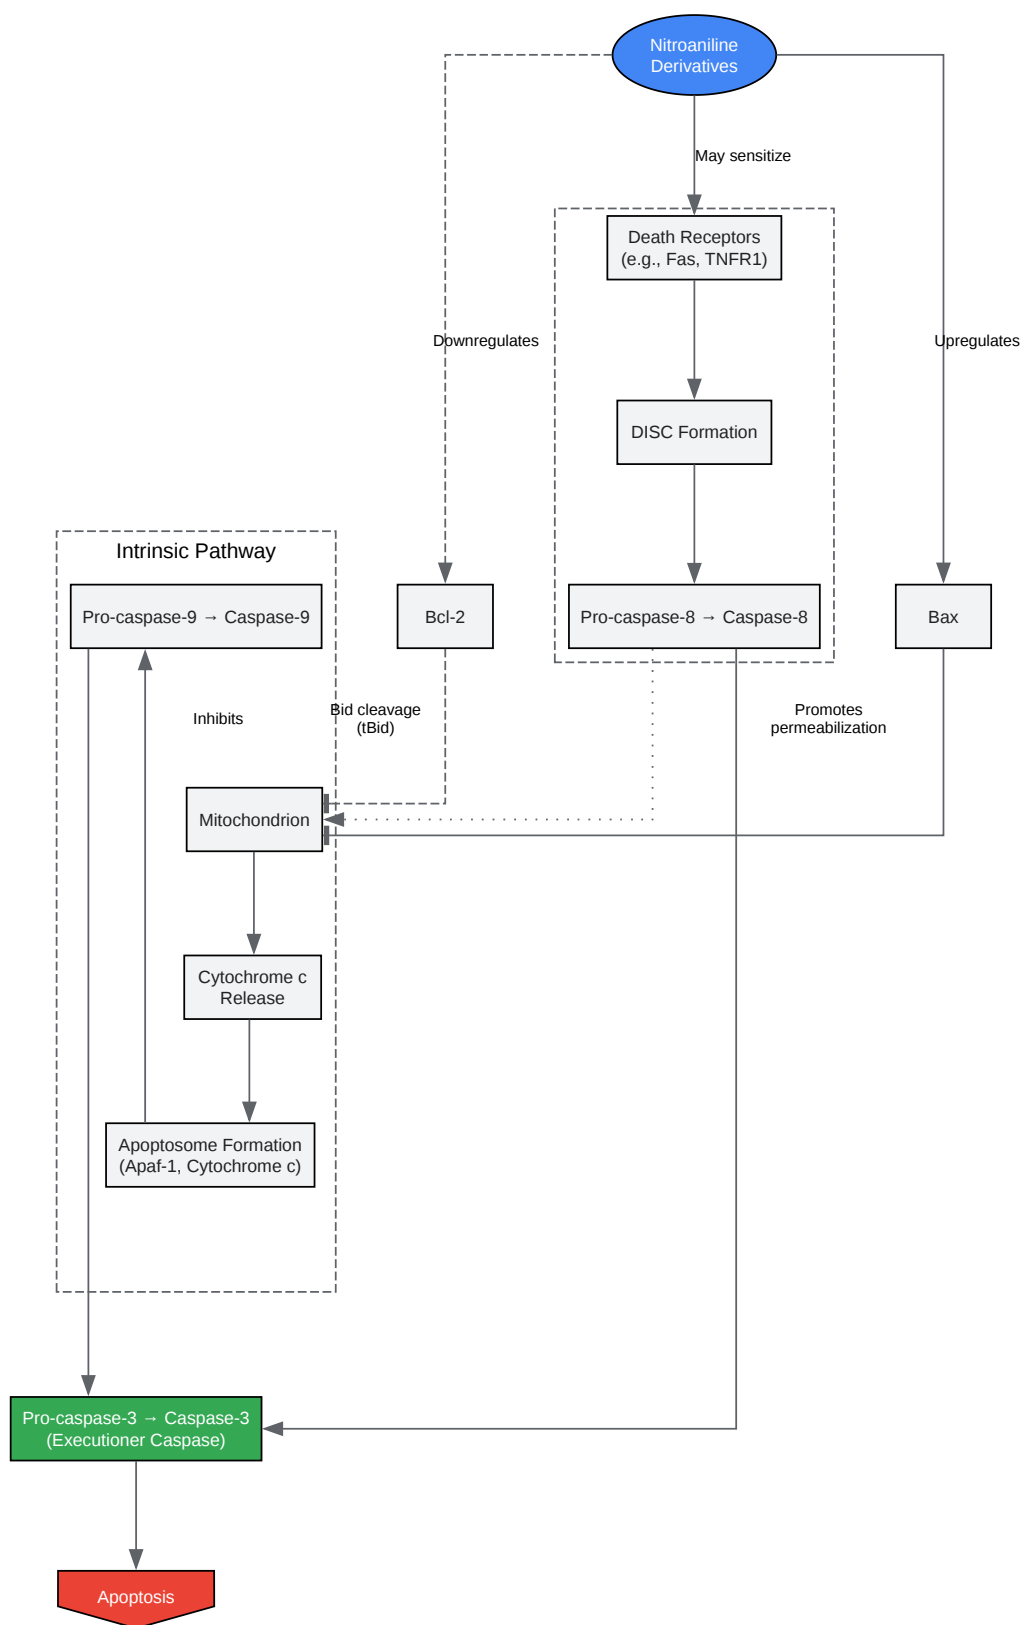 Nitroaniline
Derivatives
May sensitize
Death Receptors
(e.g., Fas, TNFR1)
Downregulates
Upregulates
DISC Formation
Intrinsic Pathway
Pro-caspase-9 → Caspase-9
Bcl-2
Pro-caspase-8 → Caspase-8
Bax
Inhibits
Bid cleavage
(tBid)
Promotes
permeabilization
Mitochondrion
Cytochrome c
Release
Apoptosome Formation
(Apaf-1, Cytochrome c)
Pro-caspase-3 → Caspase-3
(Executioner Caspase)
Apoptosis